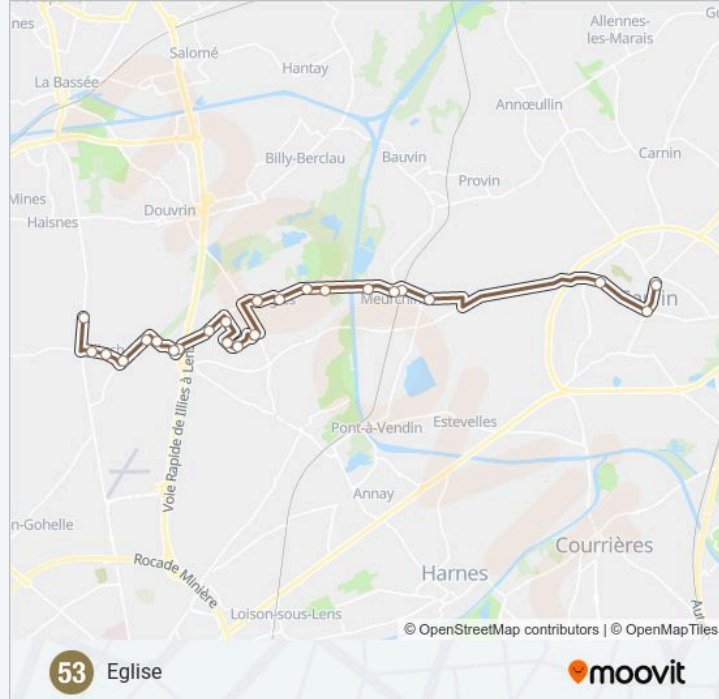 nes
Salomé
La Bassée
Hantay
Allennes-
les-Marais
Annœullin
Carnin
Billy-Berclau
Bauvin
Provin
Mines
Haisnes
Douvrin
Meurchin
Pont-à-Vendin
Estevelles
Voie Rapide de Illies à Lens
Annay
n-Gohelle
Rocade Minière
Courrières
Harnes
Loison-sous-Lens
Aut
© OpenStreetMap contributors | © OpenMapTiles
53 Eglise
moovit